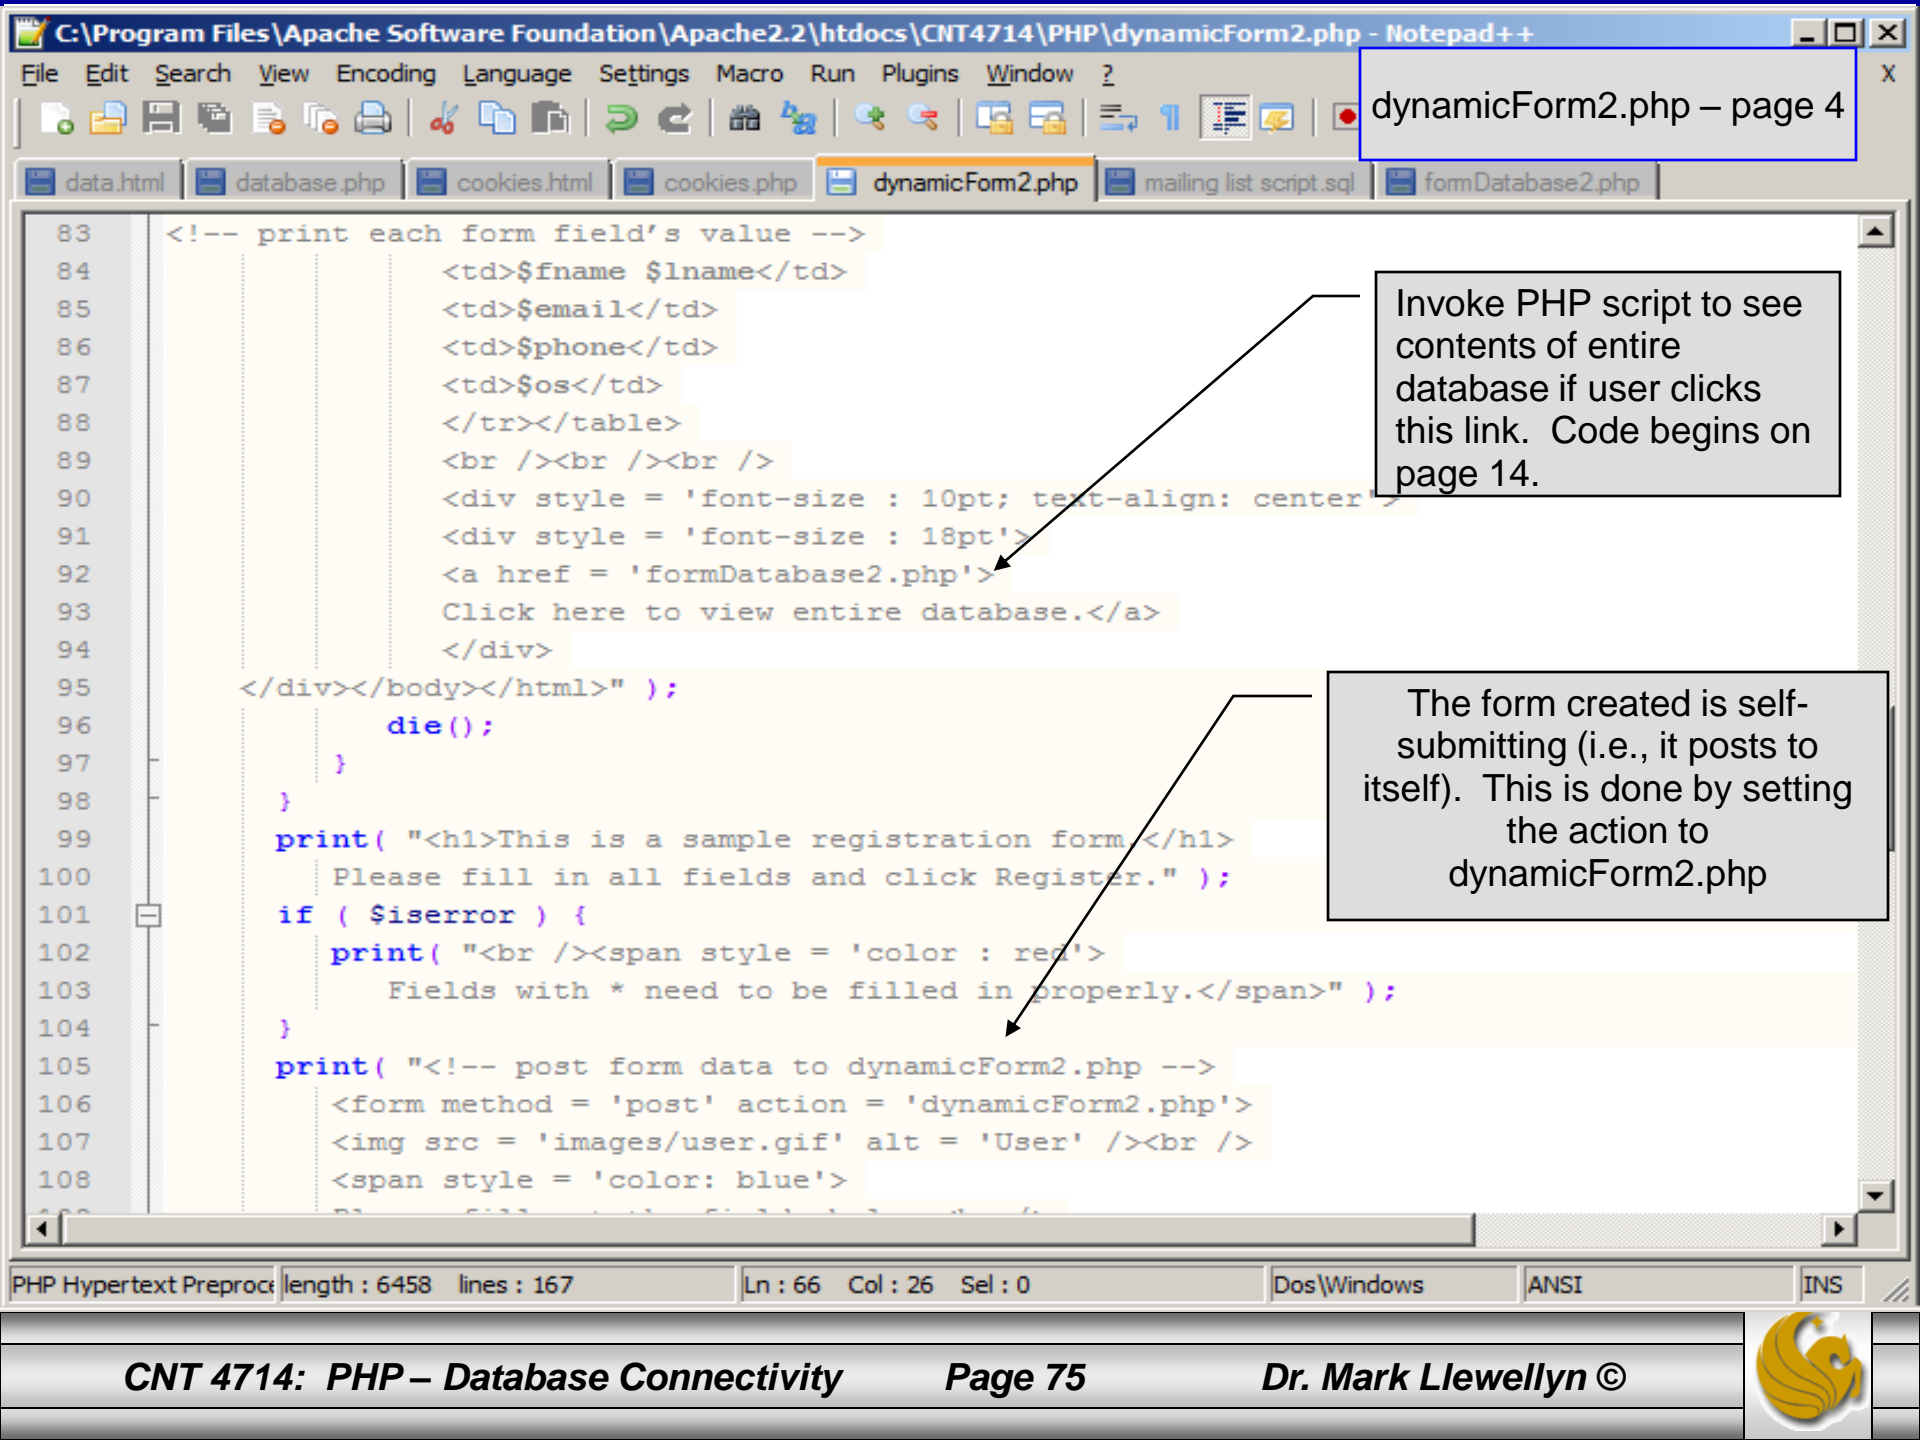 C:\Program Files\Apache Software Foundation\Apache2.2\htdocs\CNT4714\PHP\dynamicForm2.php - Notepad++
File Edit Search View Encoding Language Settings Macro Run Plugins Window ? X
dynamicForm2.php – page 4
data.html database.php cookies.html cookies.php dynamicForm2.php mailing list script.sql formDatabase2.php
83 <!-- print each form field's value -->
84 <td>$fname $lname</td>
85 <td>$email</td>
86 <td>$phone</td>
87 <td>$os</td>
88 </tr></table>
89 <br /><br /><br />
90 <div style = 'font-size : 10pt; text-align: center'>
91 <div style = 'font-size : 18pt'>
92 <a href = 'formDatabase2.php'>
93 Click here to view entire database.</a>
94 </div>
95 </div></body></html>" );
96 die();
97 }
98 }
99 print( "<h1>This is a sample registration form.</h1>
100 Please fill in all fields and click Register." );
101 if ( $iserror ) {
102 print( "<br /><span style = 'color : red'>
103 Fields with * need to be filled in properly.</span>" );
104 }
105 print( "<!-- post form data to dynamicForm2.php -->
106 <form method = 'post' action = 'dynamicForm2.php'>
107 <img src = 'images/user.gif' alt = 'User' /><br />
108 <span style = 'color: blue'>
Invoke PHP script to see
contents of entire
database if user clicks
this link. Code begins on
page 14.
The form created is self-
submitting (i.e., it posts to
itself). This is done by setting
the action to
dynamicForm2.php
PHP Hypertext Preproce length : 6458 lines : 167 Ln : 66 Col : 26 Sel : 0 Dos\Windows ANSI INS
CNT 4714: PHP – Database Connectivity Page 75 Dr. Mark Llewellyn ©